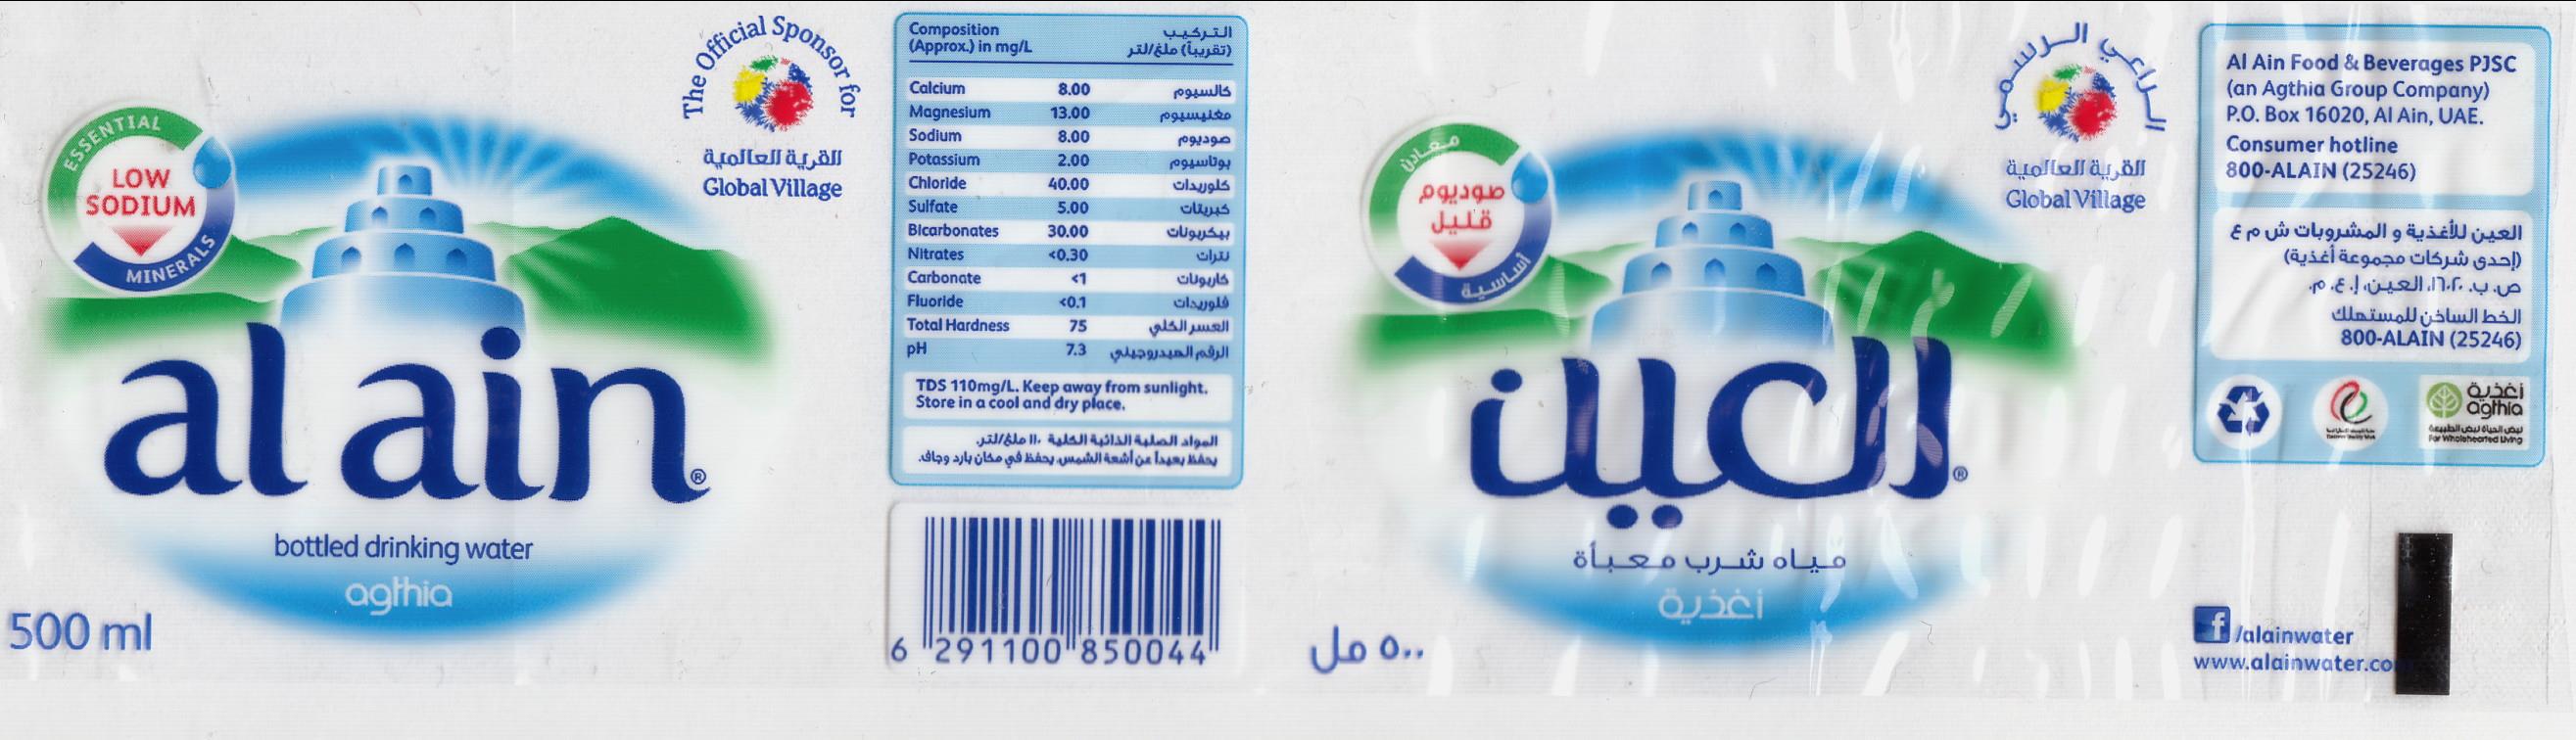 ESSENTIAL
LOW
SODIUM
MINERALS
al ain®
bottled drinking water
agthia
500 ml
The Official Sponsor for
القرية العالمية
Global Village
Composition التركيب
(Approx.) in mg/L (تقريباً) ملغ/لتر
Calcium 8.00 كالسيوم
Magnesium 13.00 مغنيسيوم
Sodium 8.00 صوديوم
Potassium 2.00 بوتاسيوم
Chloride 40.00 كلوريدات
Sulfate 5.00 كبريتات
Bicarbonates 30.00 بيكربونات
Nitrates <0.30 نترات
Carbonate <1 كاربونات
Fluoride <0.1 فلوريدات
Total Hardness 75 العسر الكلي
pH 7.3 الرقم الهيدروجيني
TDS 110mg/L. Keep away from sunlight.
Store in a cool and dry place.
المواد الصلبة الذائبة الكلية ١١٠ ملغ/لتر.
يحفظ بعيداً عن أشعة الشمس. يحفظ في مكان بارد وجاف.
6 291100 850044
معادن
صوديوم
قليل
أساسية
العين®
مياه شرب معبأة
أغذية
٥٠٠ مل
الراعي الرسمي
القرية العالمية
Global Village
Al Ain Food & Beverages PJSC
(an Agthia Group Company)
P.O. Box 16020, Al Ain, UAE.
Consumer hotline
800-ALAIN (25246)
العين للأغذية و المشروبات ش م ع
(إحدى شركات مجموعة أغذية)
ص. ب. ١٦٠٢٠، العين، إ. ع. م.
الخط الساخن للمستهلك
800-ALAIN (25246)
أغذية
agthia
نبض الحياة نبض الطبيعة
For Wholehearted Living
f /alainwater
www.alainwater.co